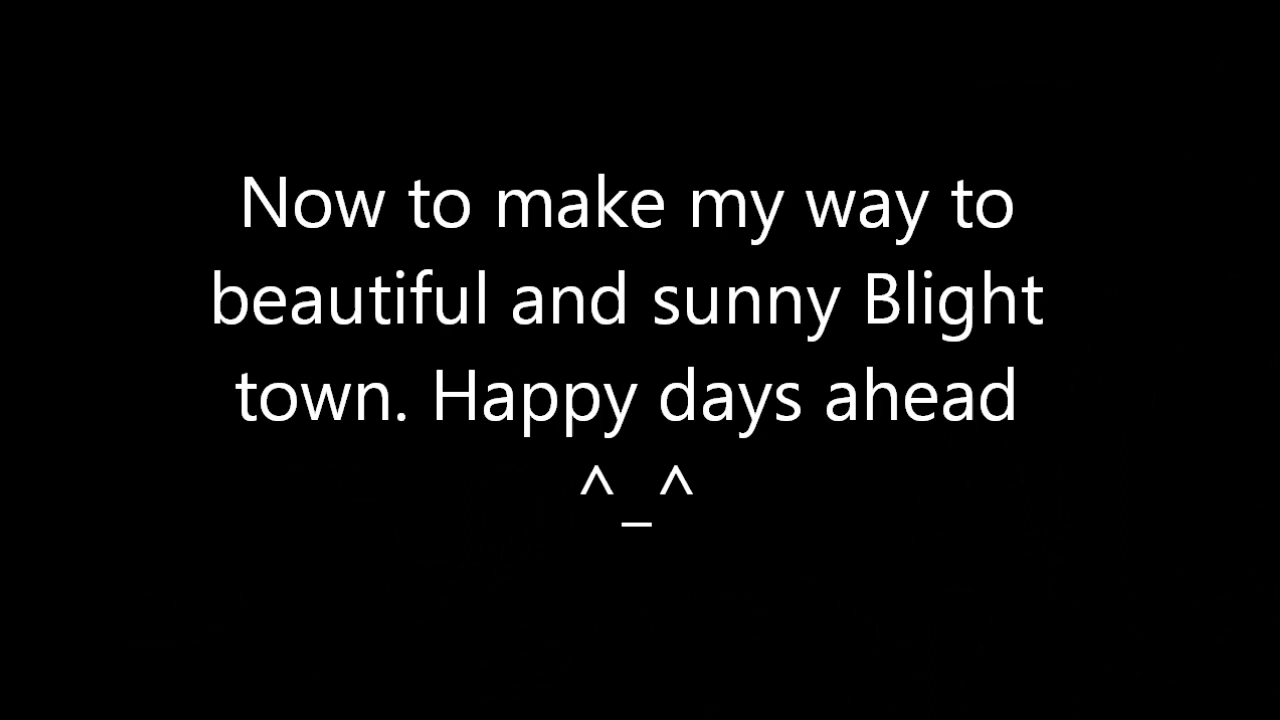 Now to make my way to
beautiful and sunny Blight
town. Happy days ahead
^_^